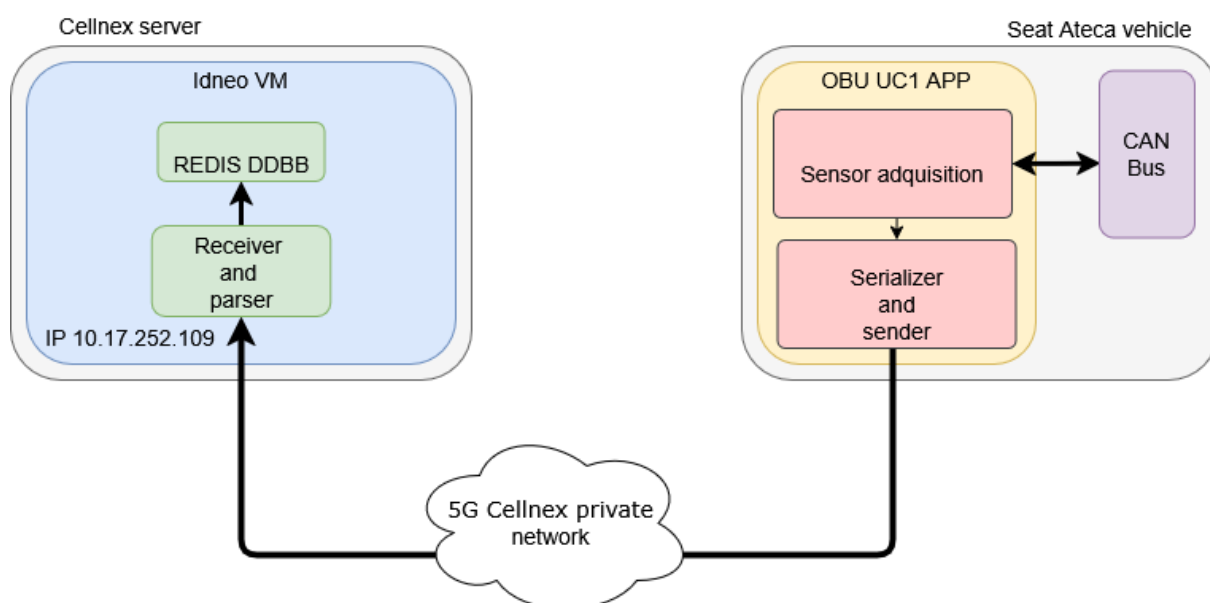 Cellnex server
Idneo VM
REDIS DDBB
Receiver
and
parser
IP 10.17.252.109
Seat Ateca vehicle
OBU UC1 APP
Sensor adquisition
Serializer
and
sender
CAN
Bus
5G Cellnex private
network